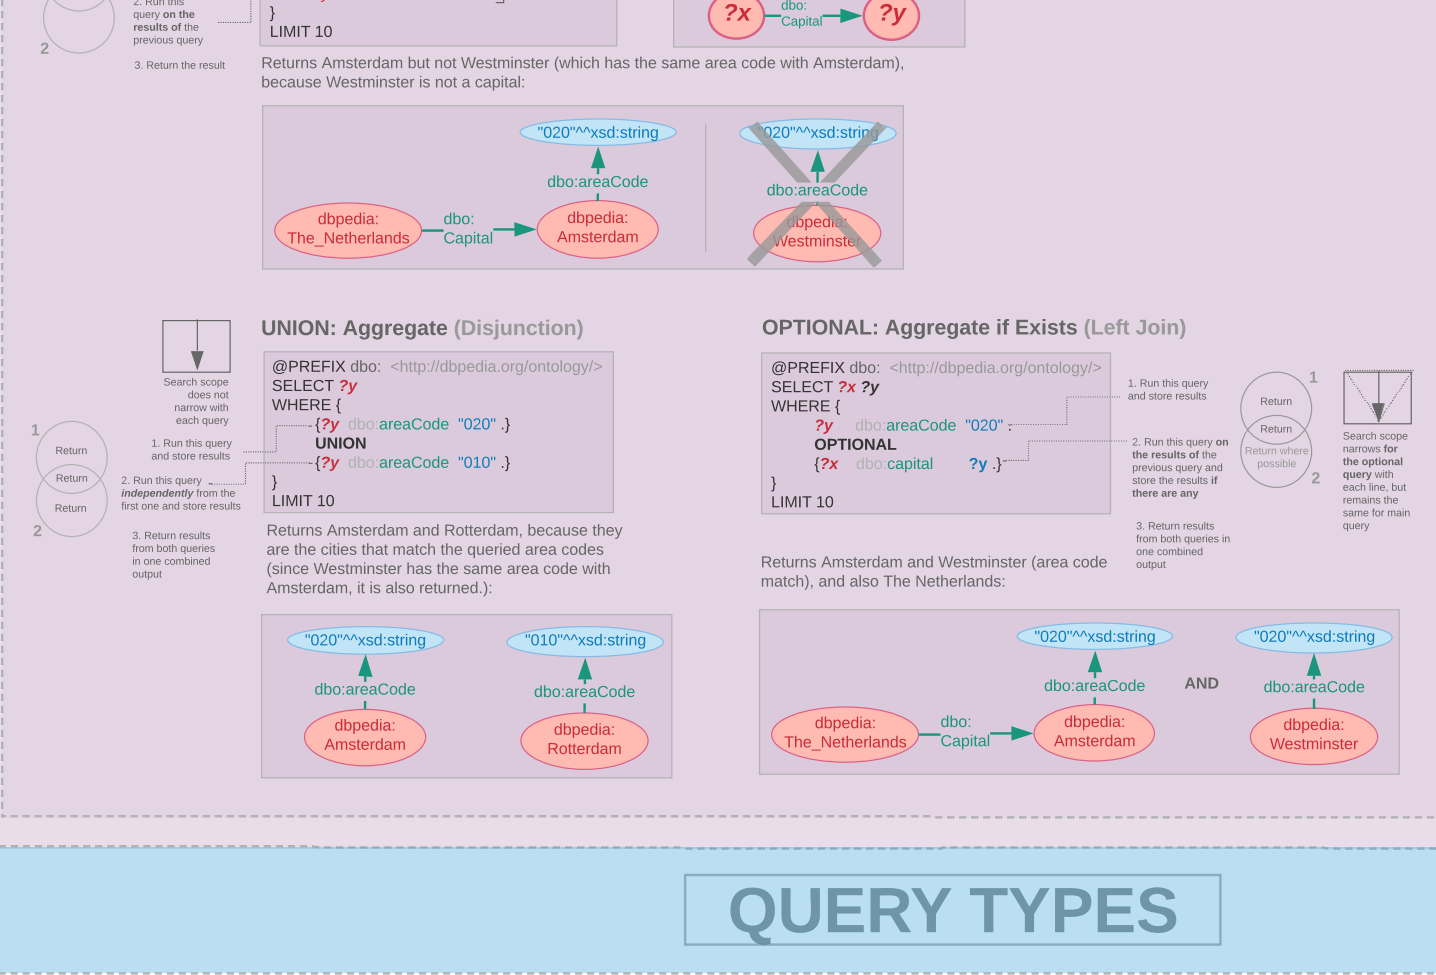 2. Run this
query on the
results of the
previous query
2
3. Return the result
}
LIMIT 10
?x
dbo:
Capital
?y
Returns Amsterdam but not Westminster (which has the same area code with Amsterdam),
because Westminster is not a capital:
"020"^^xsd:string
dbo:areaCode
dbpedia:
The_Netherlands
dbo:
Capital
dbpedia:
Amsterdam
"020"^^xsd:string
dbo:areaCode
dbpedia:
Westminster
UNION: Aggregate (Disjunction)
Search scope
does not
narrow with
each query
1
Return
Return
Return
2
1. Run this query
and store results
2. Run this query
independently from the
first one and store results
3. Return results
from both queries
in one combined
output
@PREFIX dbo: <http://dbpedia.org/ontology/>
SELECT ?y
WHERE {
{?y dbo:areaCode "020" .}
UNION
{?y dbo:areaCode "010" .}
}
LIMIT 10
Returns Amsterdam and Rotterdam, because they
are the cities that match the queried area codes
(since Westminster has the same area code with
Amsterdam, it is also returned.):
"020"^^xsd:string
dbo:areaCode
dbpedia:
Amsterdam
"010"^^xsd:string
dbo:areaCode
dbpedia:
Rotterdam
OPTIONAL: Aggregate if Exists (Left Join)
@PREFIX dbo: <http://dbpedia.org/ontology/>
SELECT ?x ?y
WHERE {
?y dbo:areaCode "020" .
OPTIONAL
{?x dbo:capital ?y .}
}
LIMIT 10
1. Run this query
and store results
2. Run this query on
the results of the
previous query and
store the results if
there are any
3. Return results
from both queries in
one combined
output
1
Return
Return
Return where
possible
2
Search scope
narrows for
the optional
query with
each line, but
remains the
same for main
query
Returns Amsterdam and Westminster (area code
match), and also The Netherlands:
"020"^^xsd:string
dbo:areaCode
dbpedia:
The_Netherlands
dbo:
Capital
dbpedia:
Amsterdam
AND
"020"^^xsd:string
dbo:areaCode
dbpedia:
Westminster
QUERY TYPES